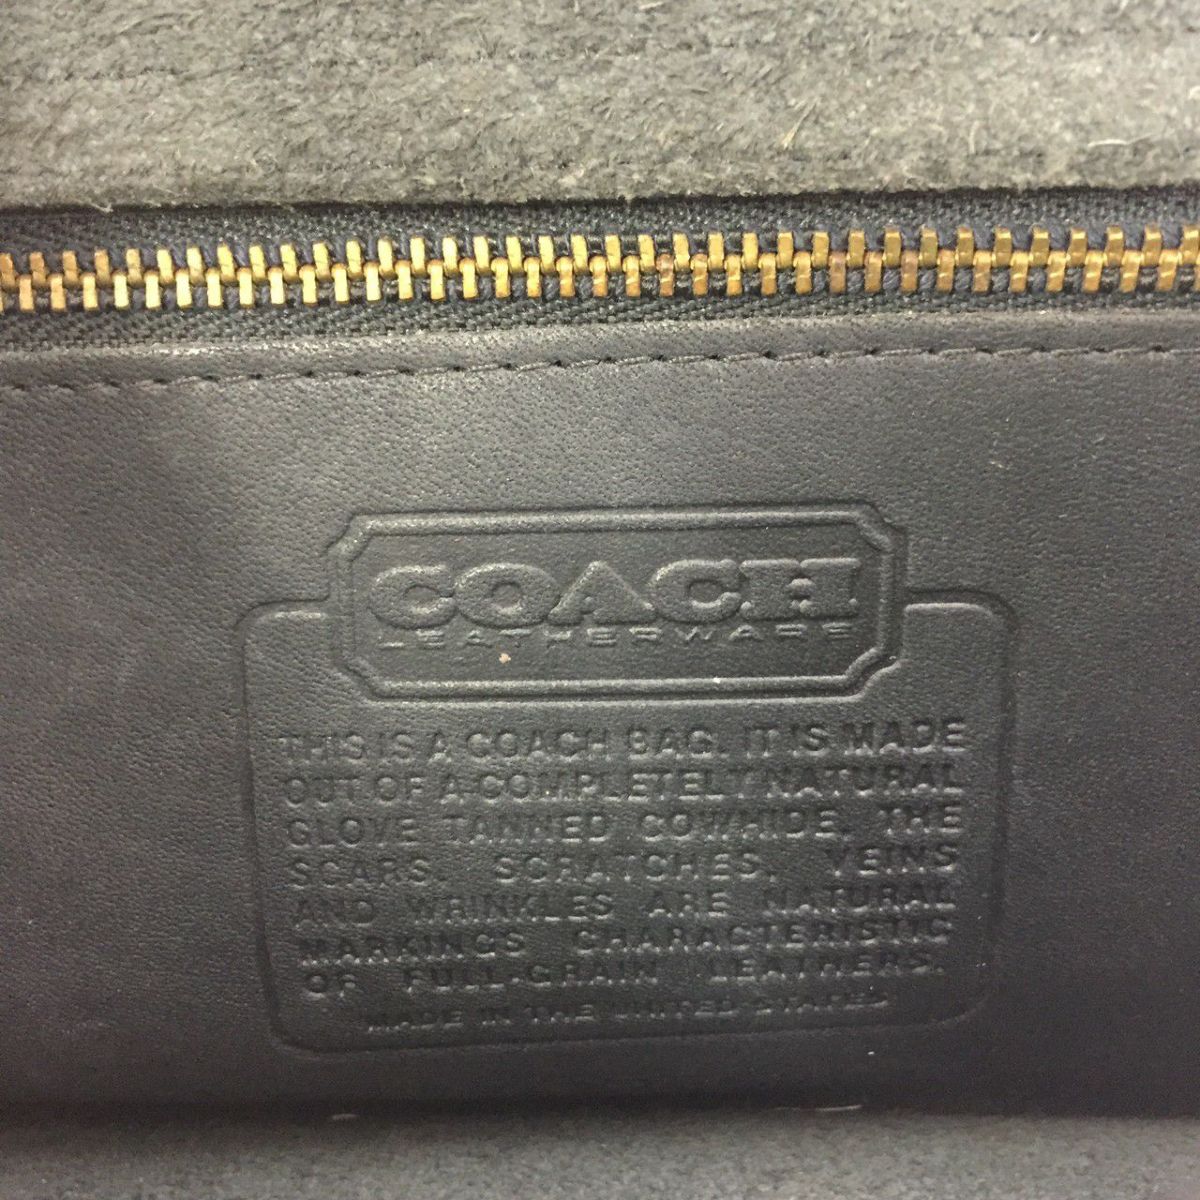 COACH
LEATHERWARE
THIS IS A COACH BAG. IT IS MADE
OUT OF A COMPLETELY NATURAL
GLOVE TANNED COWHIDE. THE
SCARS, SCRATCHES, VEINS
AND WRINKLES ARE NATURAL
MARKINGS CHARACTERISTIC
OF FULL-GRAIN LEATHERS.
MADE IN THE UNITED STATES